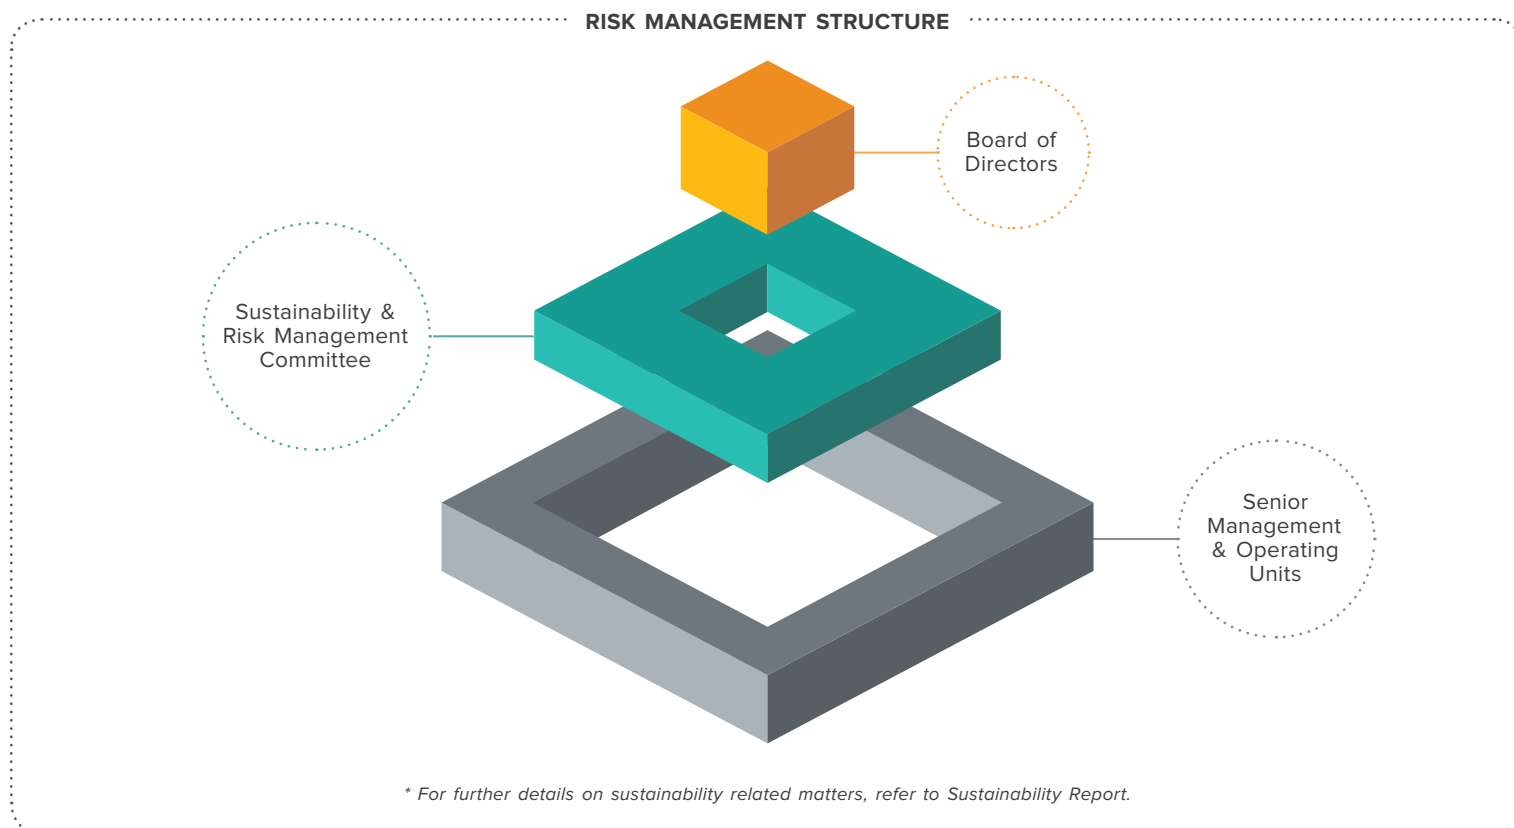 RISK MANAGEMENT STRUCTURE
Board of
Directors
Sustainability &
Risk Management
Committee
Senior
Management
& Operating
Units
* For further details on sustainability related matters, refer to Sustainability Report.